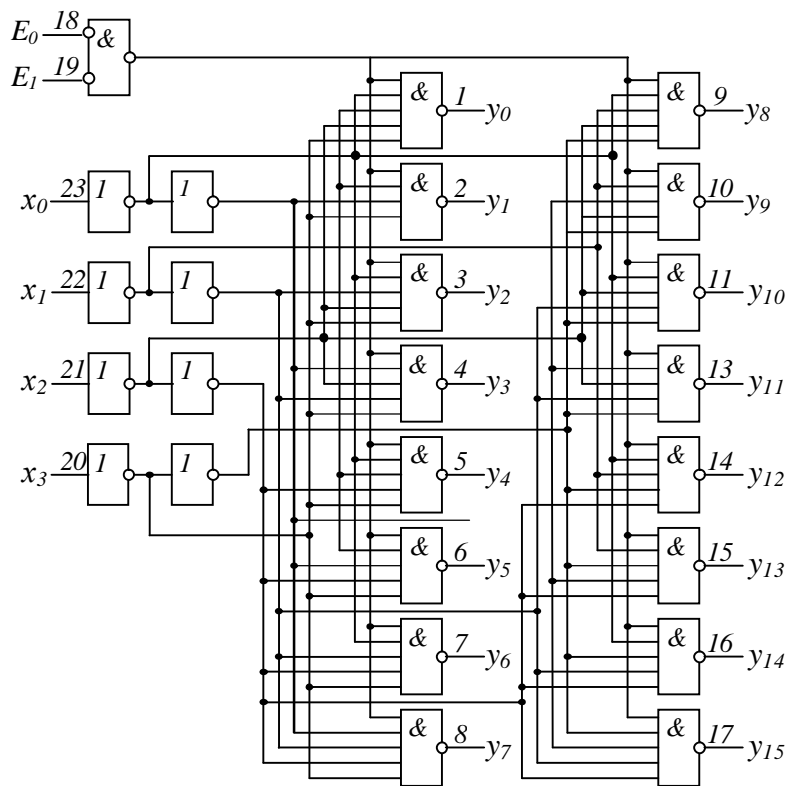 E0 18 &
E1 19
& 1 y0
& 9 y8
x0 23 1 1
& 2 y1
& 10 y9
x1 22 1 1
& 3 y2
& 11 y10
x2 21 1 1
& 4 y3
& 13 y11
x3 20 1 1
& 5 y4
& 14 y12
& 6 y5
& 15 y13
& 7 y6
& 16 y14
& 8 y7
& 17 y15